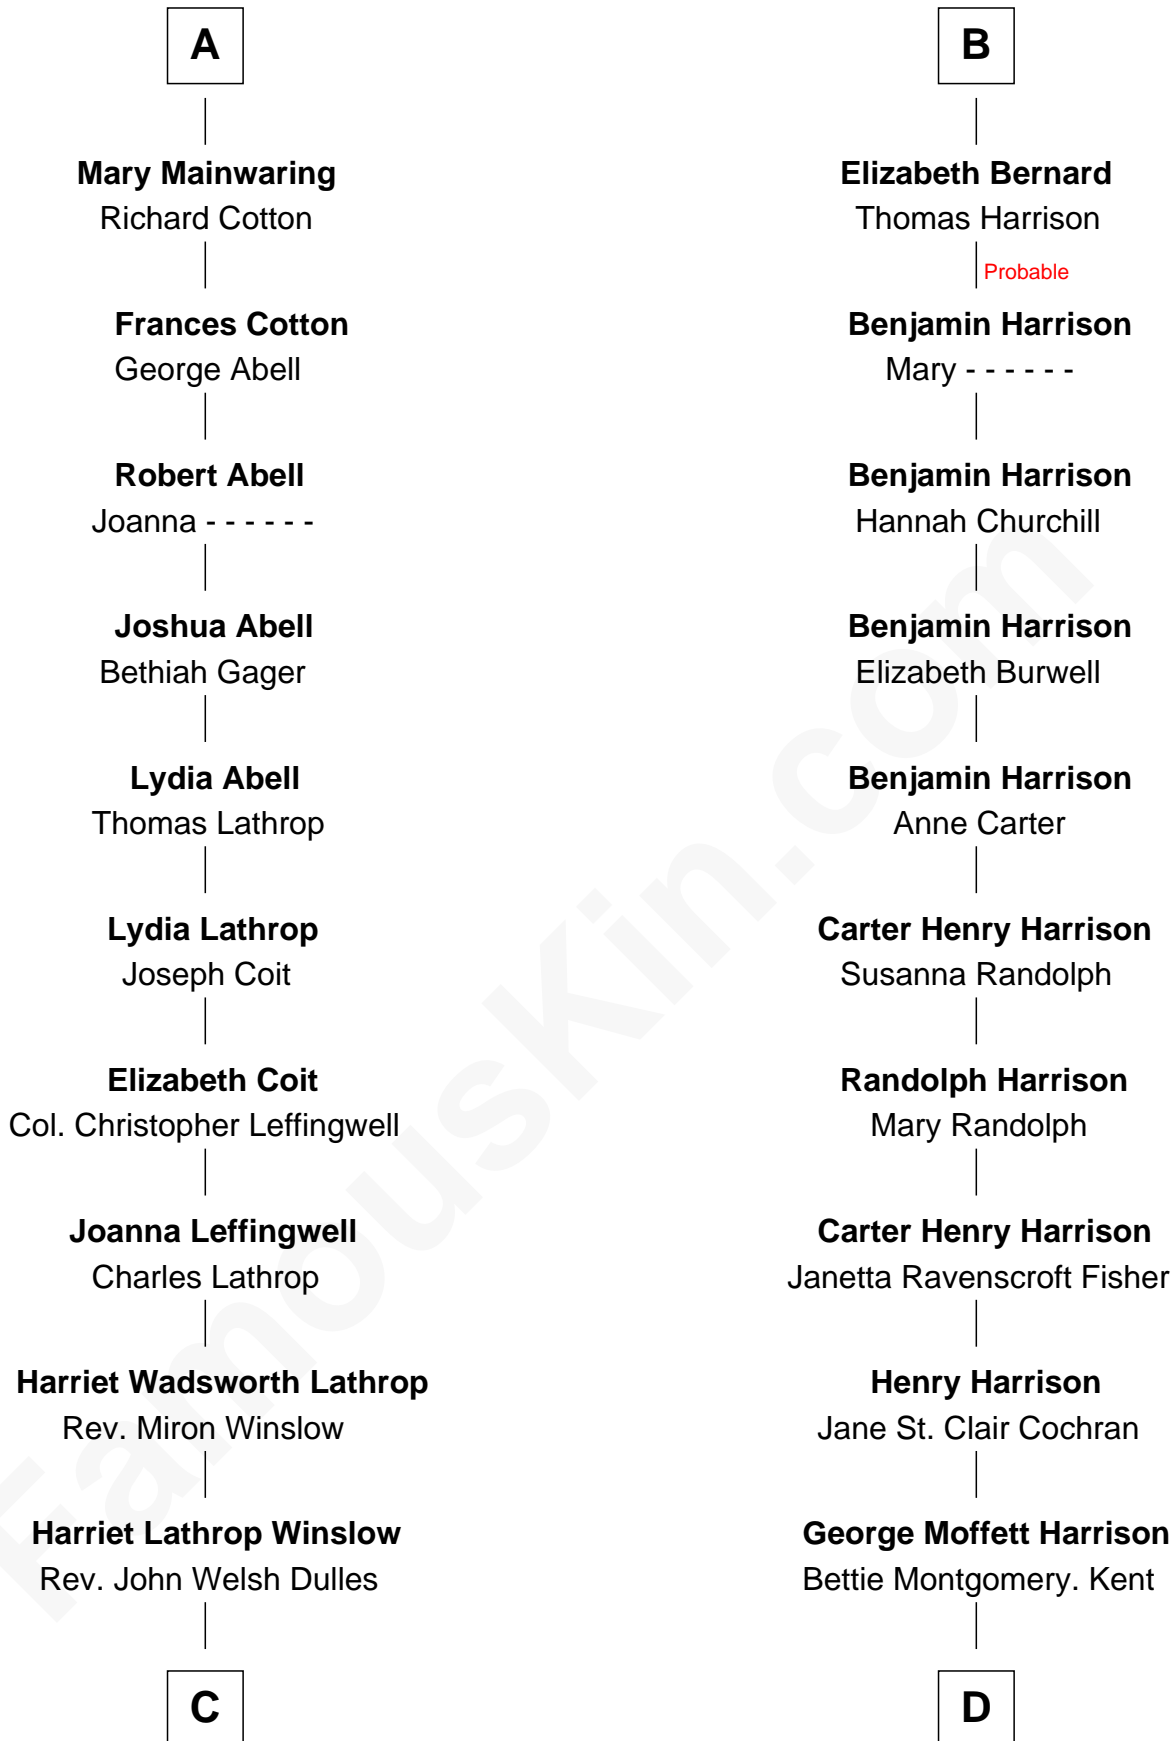 A
Mary Mainwaring
Richard Cotton
Frances Cotton
George Abell
Robert Abell
Joanna - - - - - -
Joshua Abell
Bethiah Gager
Lydia Abell
Thomas Lathrop
Lydia Lathrop
Joseph Coit
Elizabeth Coit
Col. Christopher Leffingwell
Joanna Leffingwell
Charles Lathrop
Harriet Wadsworth Lathrop
Rev. Miron Winslow
Harriet Lathrop Winslow
Rev. John Welsh Dulles
C
B
Elizabeth Bernard
Thomas Harrison
Probable
Benjamin Harrison
Mary - - - - - -
Benjamin Harrison
Hannah Churchill
Benjamin Harrison
Elizabeth Burwell
Benjamin Harrison
Anne Carter
Carter Henry Harrison
Susanna Randolph
Randolph Harrison
Mary Randolph
Carter Henry Harrison
Janetta Ravenscroft Fisher
Henry Harrison
Jane St. Clair Cochran
George Moffett Harrison
Bettie Montgomery. Kent
D
FamousKin.com